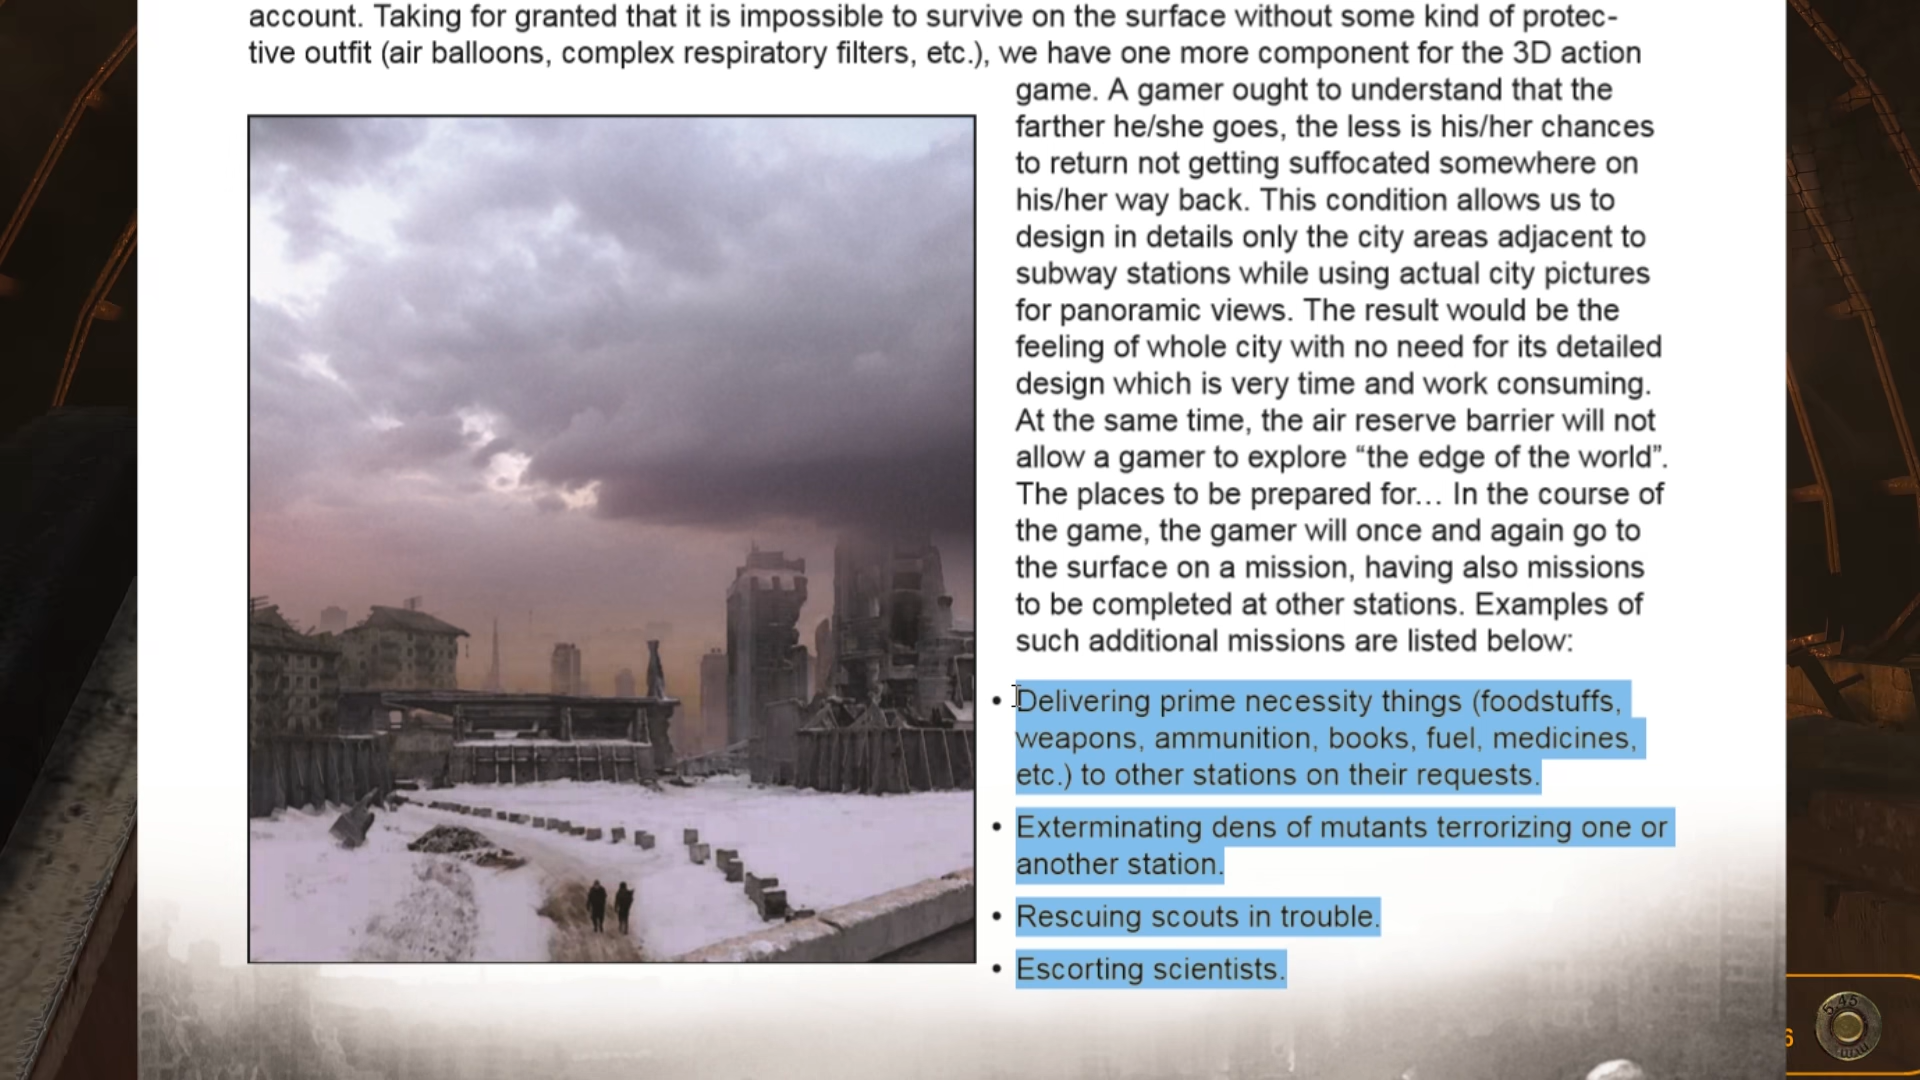 account. Taking for granted that it is impossible to survive on the surface without some kind of protec-
tive outfit (air balloons, complex respiratory filters, etc.), we have one more component for the 3D action
game. A gamer ought to understand that the
farther he/she goes, the less is his/her chances
to return not getting suffocated somewhere on
his/her way back. This condition allows us to
design in details only the city areas adjacent to
subway stations while using actual city pictures
for panoramic views. The result would be the
feeling of whole city with no need for its detailed
design which is very time and work consuming.
At the same time, the air reserve barrier will not
allow a gamer to explore “the edge of the world”.
The places to be prepared for... In the course of
the game, the gamer will once and again go to
the surface on a mission, having also missions
to be completed at other stations. Examples of
such additional missions are listed below:
• Delivering prime necessity things (foodstuffs,
weapons, ammunition, books, fuel, medicines,
etc.) to other stations on their requests.
• Exterminating dens of mutants terrorizing one or
another station.
• Rescuing scouts in trouble.
• Escorting scientists.
6
5.45